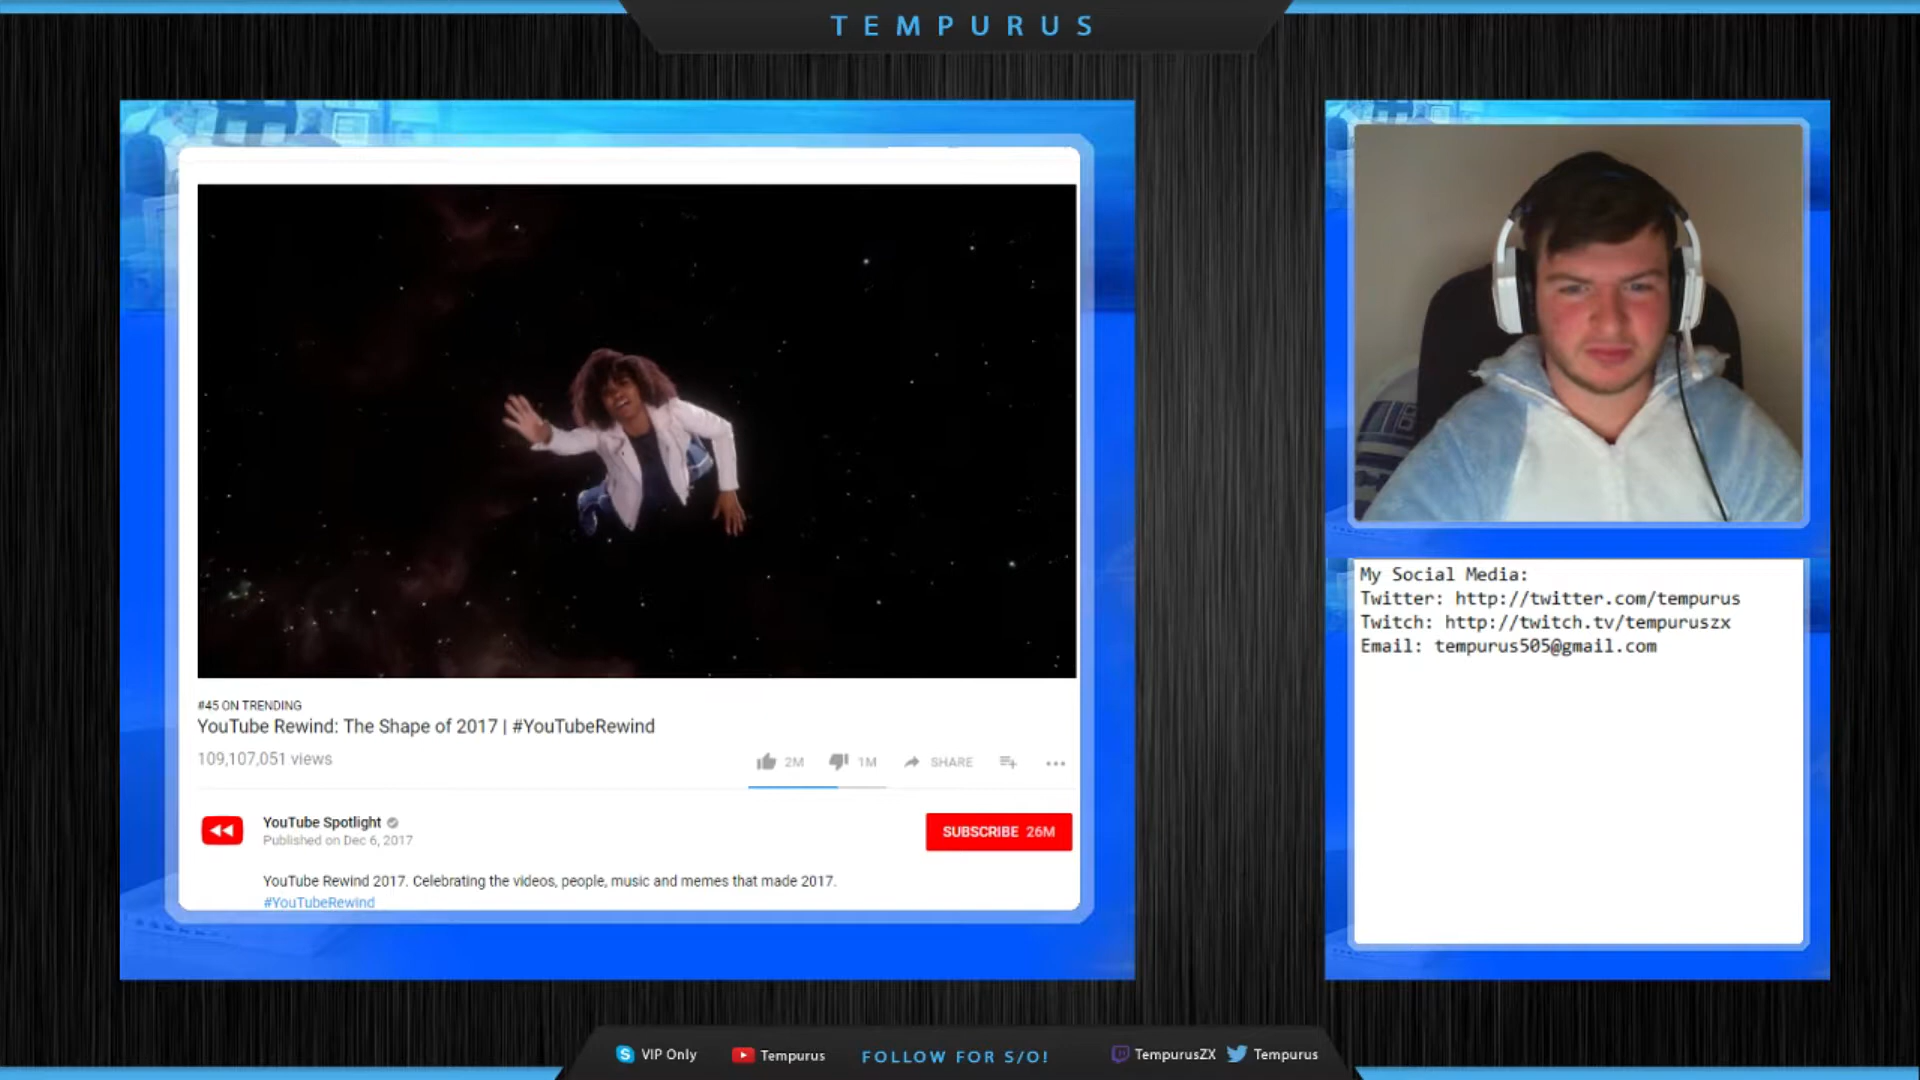 TEMPURUS
#45 ON TRENDING
YouTube Rewind: The Shape of 2017 | #YouTubeRewind
109,107,051 views
2M 1M SHARE
YouTube Spotlight
Published on Dec 6, 2017
SUBSCRIBE 26M
YouTube Rewind 2017. Celebrating the videos, people, music and memes that made 2017.
#YouTubeRewind
My Social Media:
Twitter: http://twitter.com/tempurus
Twitch: http://twitch.tv/tempuruszx
Email: tempurus505@gmail.com
VIP Only Tempurus FOLLOW FOR S/O! TempurusZX Tempurus